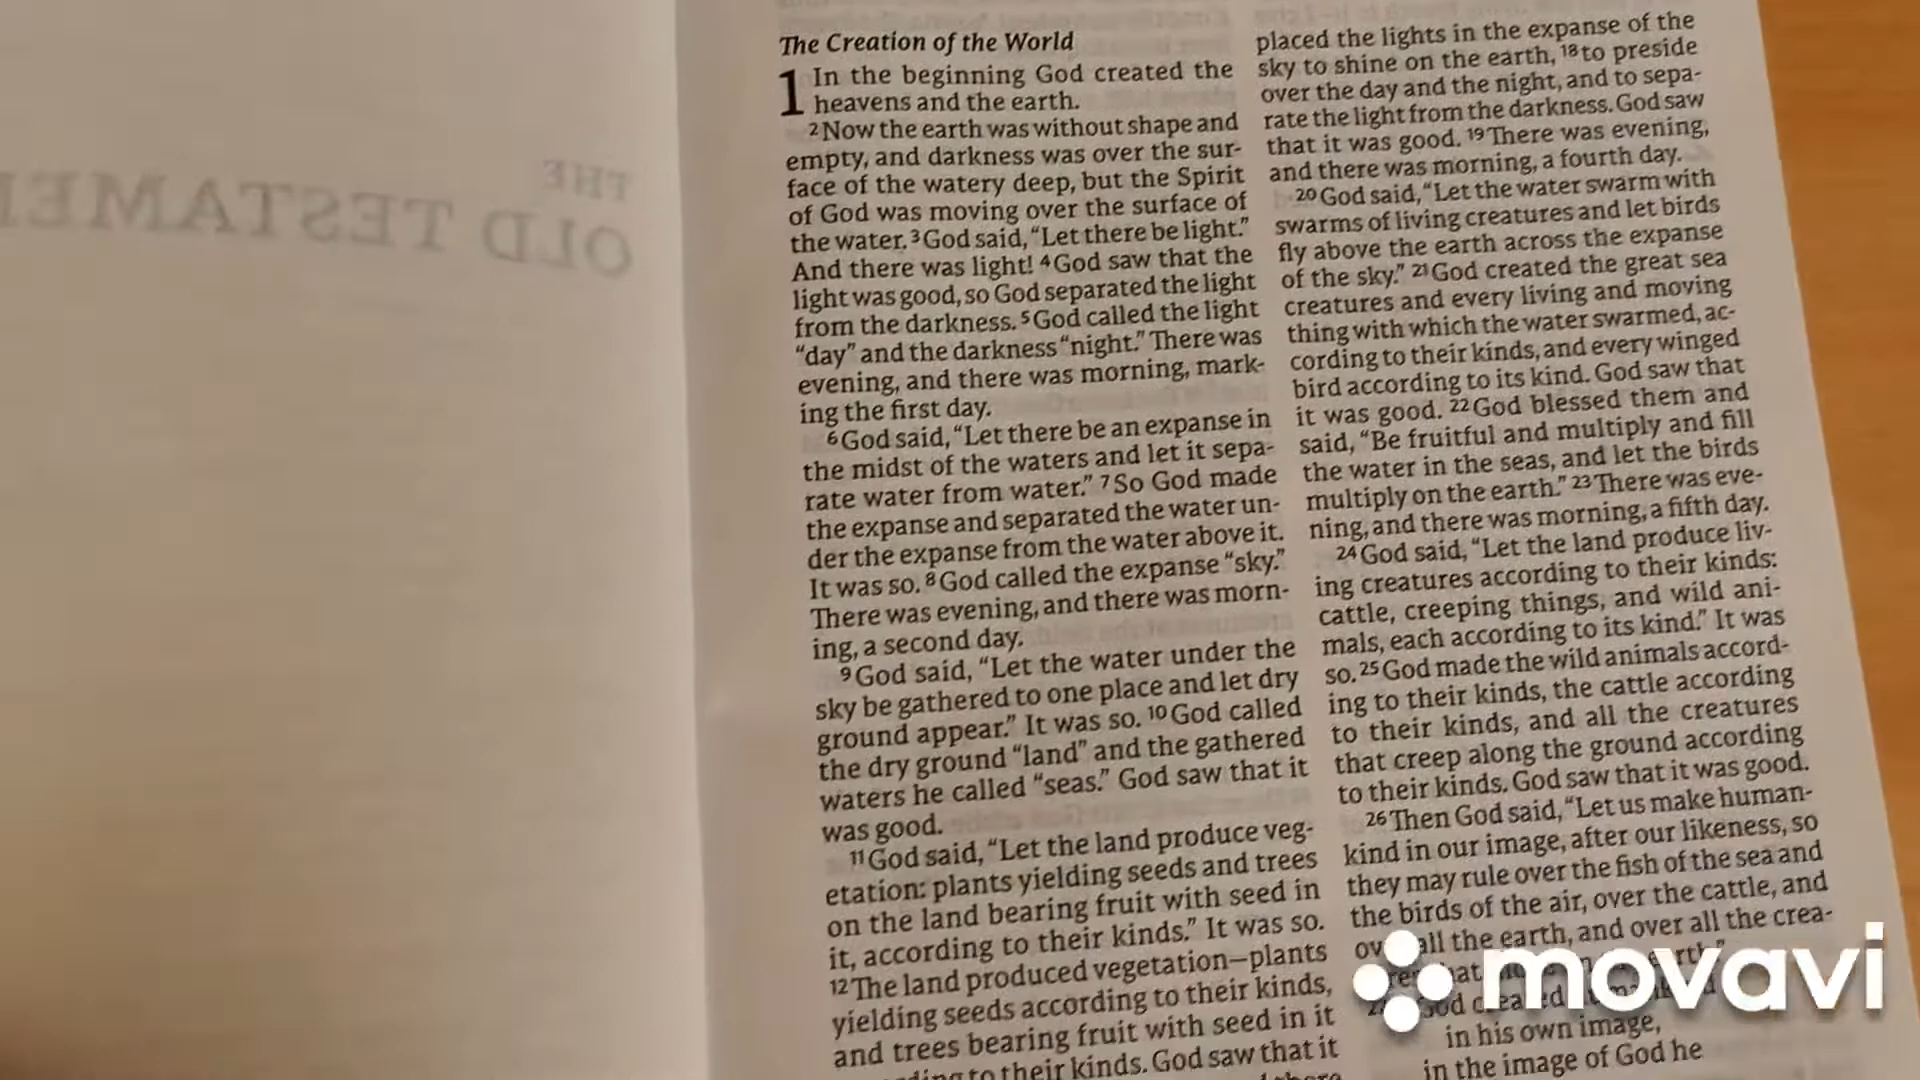 THE
OLD TESTAME
The Creation of the World
1 In the beginning God created the
heavens and the earth.
2 Now the earth was without shape and
empty, and darkness was over the sur-
face of the watery deep, but the Spirit
of God was moving over the surface of
the water. 3 God said, “Let there be light.”
And there was light! 4 God saw that the
light was good, so God separated the light
from the darkness. 5 God called the light
“day” and the darkness “night.” There was
evening, and there was morning, mark-
ing the first day.
6 God said, “Let there be an expanse in
the midst of the waters and let it sepa-
rate water from water.” 7 So God made
the expanse and separated the water un-
der the expanse from the water above it.
It was so. 8 God called the expanse “sky.”
There was evening, and there was morn-
ing, a second day.
9 God said, “Let the water under the
sky be gathered to one place and let dry
ground appear.” It was so. 10 God called
the dry ground “land” and the gathered
waters he called “seas.” God saw that it
was good.
11 God said, “Let the land produce veg-
etation: plants yielding seeds and trees
on the land bearing fruit with seed in
it, according to their kinds.” It was so.
12 The land produced vegetation—plants
yielding seeds according to their kinds,
and trees bearing fruit with seed in it
to their kinds. God saw that it
placed the lights in the expanse of the
sky to shine on the earth, 18 to preside
over the day and the night, and to sepa-
rate the light from the darkness. God saw
that it was good. 19 There was evening,
and there was morning, a fourth day.
20 God said, “Let the water swarm with
swarms of living creatures and let birds
fly above the earth across the expanse
of the sky.” 21 God created the great sea
creatures and every living and moving
thing with which the water swarmed, ac-
cording to their kinds, and every winged
bird according to its kind. God saw that
it was good. 22 God blessed them and
said, “Be fruitful and multiply and fill
the water in the seas, and let the birds
multiply on the earth.” 23 There was eve-
ning, and there was morning, a fifth day.
24 God said, “Let the land produce liv-
ing creatures according to their kinds:
cattle, creeping things, and wild ani-
mals, each according to its kind.” It was
so. 25 God made the wild animals accord-
ing to their kinds, the cattle according
to their kinds, and all the creatures
that creep along the ground according
to their kinds. God saw that it was good.
26 Then God said, “Let us make human-
kind in our image, after our likeness, so
they may rule over the fish of the sea and
the birds of the air, over the cattle, and
all the earth, and over all the crea-
God created
in his own image,
in the image of God he
movavi